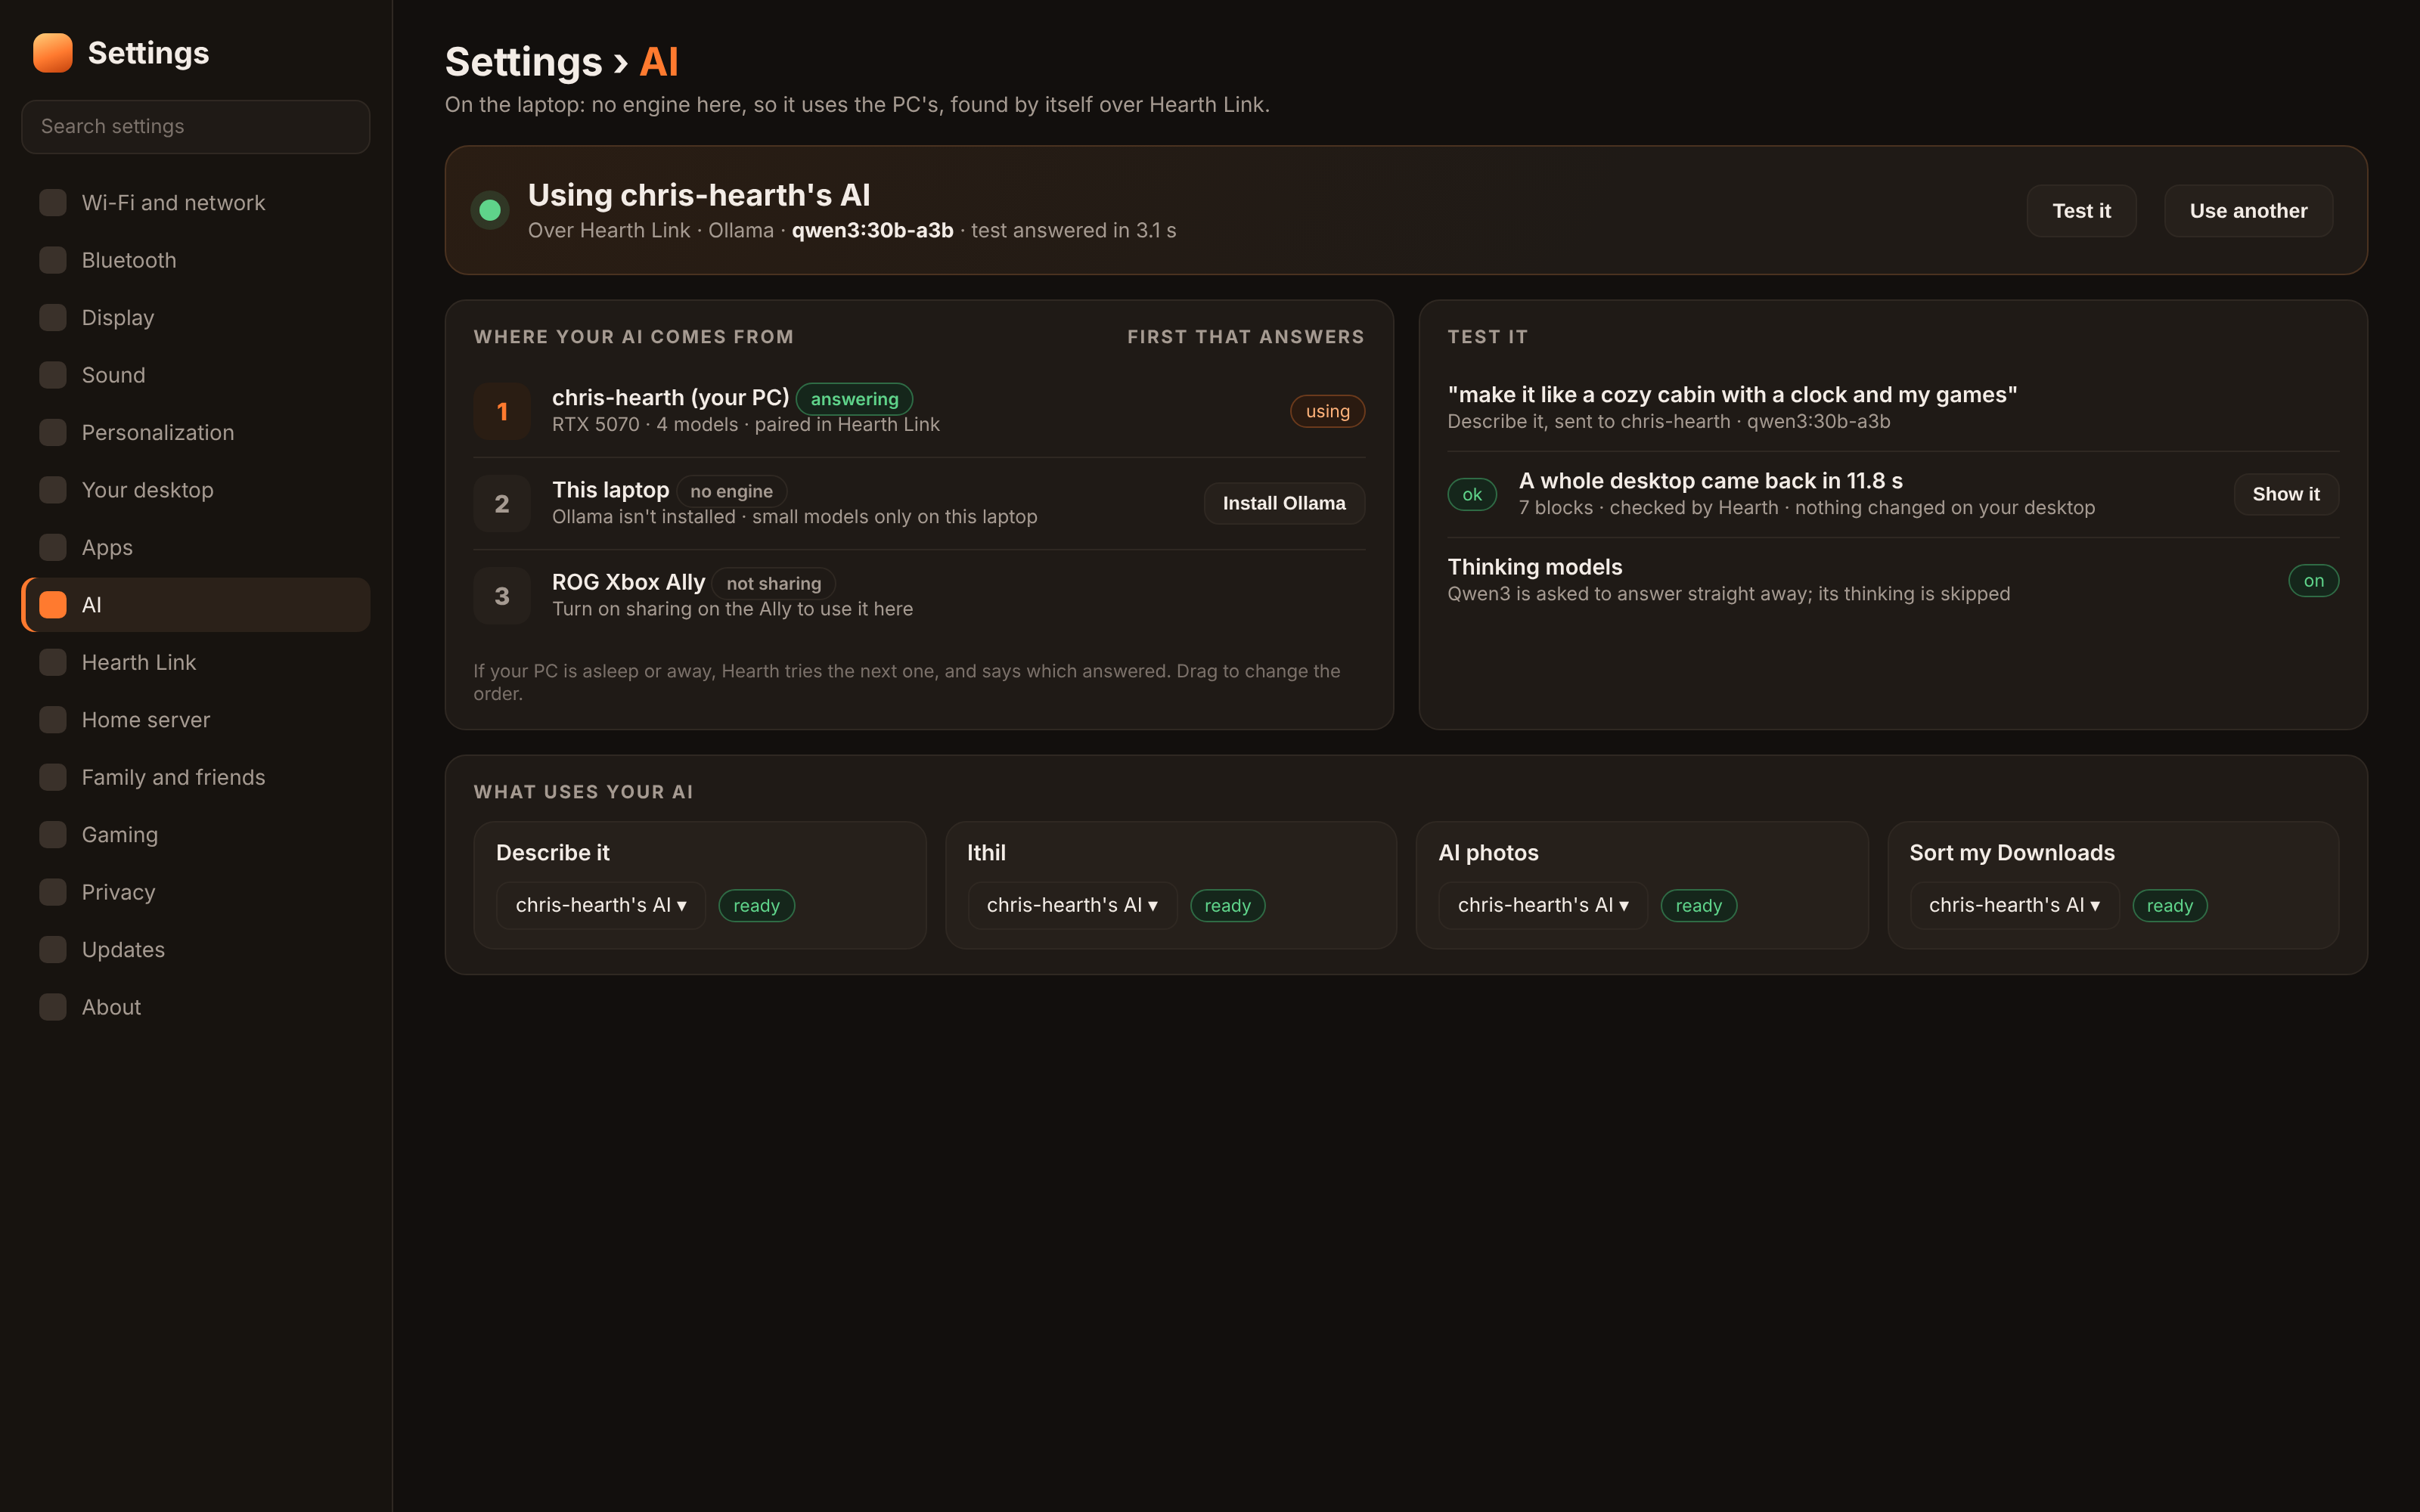 Settings
Search settings
Wi-Fi and network
Bluetooth
Display
Sound
Personalization
Your desktop
Apps
AI
Hearth Link
Home server
Family and friends
Gaming
Privacy
Updates
About
Settings › AI
On the laptop: no engine here, so it uses the PC's, found by itself over Hearth Link.
Using chris-hearth's AI
Over Hearth Link · Ollama · qwen3:30b-a3b · test answered in 3.1 s
Test it
Use another
WHERE YOUR AI COMES FROM
FIRST THAT ANSWERS
1
chris-hearth (your PC) answering
RTX 5070 · 4 models · paired in Hearth Link
using
2
This laptop no engine
Ollama isn't installed · small models only on this laptop
Install Ollama
3
ROG Xbox Ally not sharing
Turn on sharing on the Ally to use it here
If your PC is asleep or away, Hearth tries the next one, and says which answered. Drag to change the
order.
TEST IT
"make it like a cozy cabin with a clock and my games"
Describe it, sent to chris-hearth · qwen3:30b-a3b
ok
A whole desktop came back in 11.8 s
7 blocks · checked by Hearth · nothing changed on your desktop
Show it
Thinking models
Qwen3 is asked to answer straight away; its thinking is skipped
on
WHAT USES YOUR AI
Describe it
chris-hearth's AI ▾ ready
Ithil
chris-hearth's AI ▾ ready
AI photos
chris-hearth's AI ▾ ready
Sort my Downloads
chris-hearth's AI ▾ ready